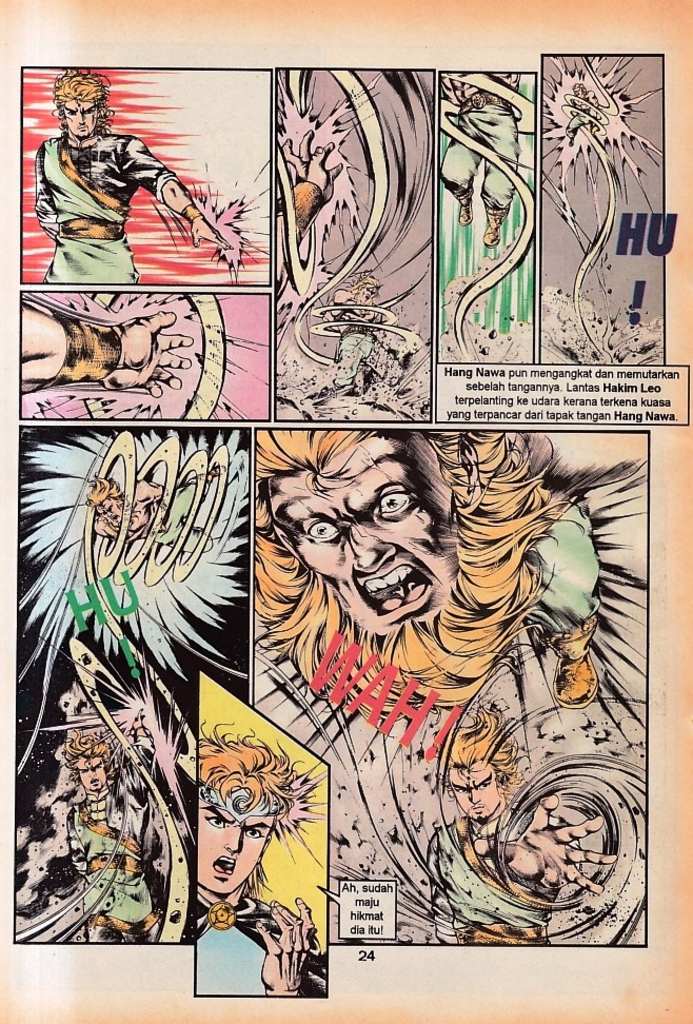 HU
!
Hang Nawa pun mengangkat dan memutarkan
sebelah tangannya. Lantas Hakim Leo
terpelanting ke udara kerana terkena kuasa
yang terpancar dari tapak tangan Hang Nawa.
HU
!
WAH!
Ah, sudah
maju
hikmat
dia itu!
24